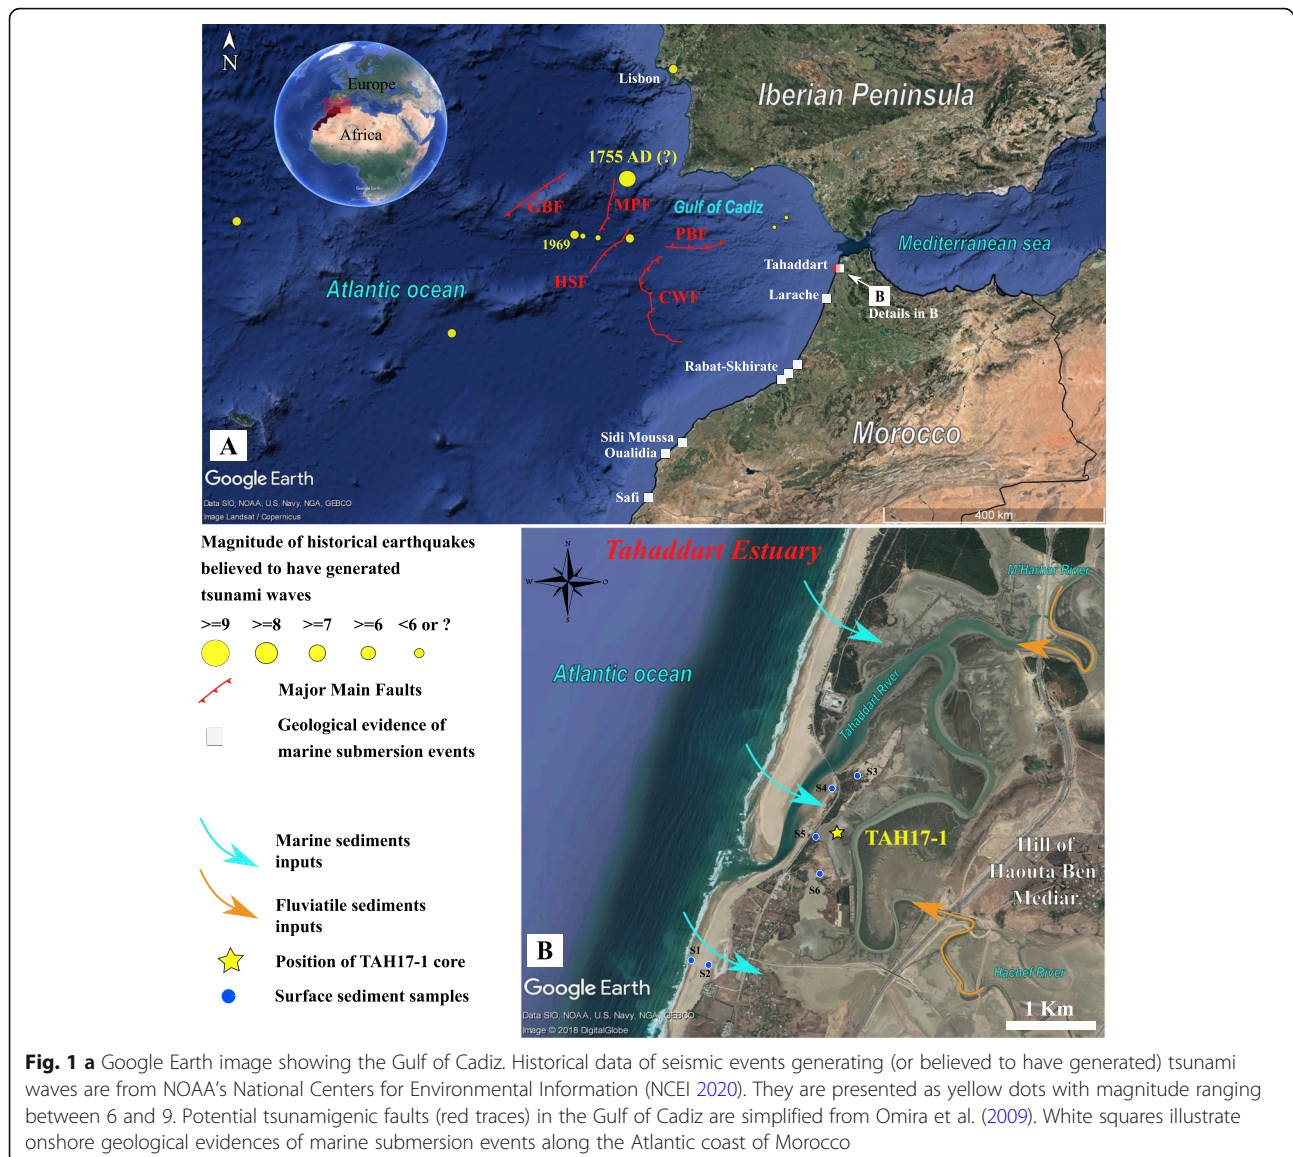 N
Europe
Africa
Google Earth
Lisbon
Iberian Peninsula
1755 AD (?)
GBF
MPF
Gulf of Cadiz
1969
PBF
HSF
CWF
Mediterranean sea
Atlantic ocean
Tahaddart
B
Details in B
Larache
Rabat-Skhirate
Morocco
Sidi Moussa
Oualidia
Safi
A
Google Earth
Data SIO, NOAA, U.S. Navy, NGA, GEBCO
Image Landsat / Copernicus
400 km
Magnitude of historical earthquakes
believed to have generated
tsunami waves
>=9 >=8 >=7 >=6 <6 or ?
Major Main Faults
Geological evidence of
marine submersion events
Marine sediments
inputs
Fluviatile sediments
inputs
Position of TAH17-1 core
Surface sediment samples
Tahaddart Estuary
N
W
O
S
M'Harhar River
Atlantic ocean
Tahaddart River
S3
S4
S5
TAH17-1
S6
Hill of
Haouta Ben
Mediar
S1
S2
B
Hachef River
Google Earth
Data SIO, NOAA, U.S. Navy, NGA, GEBCO
Image © 2018 DigitalGlobe
1 Km
Fig. 1 a Google Earth image showing the Gulf of Cadiz. Historical data of seismic events generating (or believed to have generated) tsunami
waves are from NOAA's National Centers for Environmental Information (NCEI 2020). They are presented as yellow dots with magnitude ranging
between 6 and 9. Potential tsunamigenic faults (red traces) in the Gulf of Cadiz are simplified from Omira et al. (2009). White squares illustrate
onshore geological evidences of marine submersion events along the Atlantic coast of Morocco